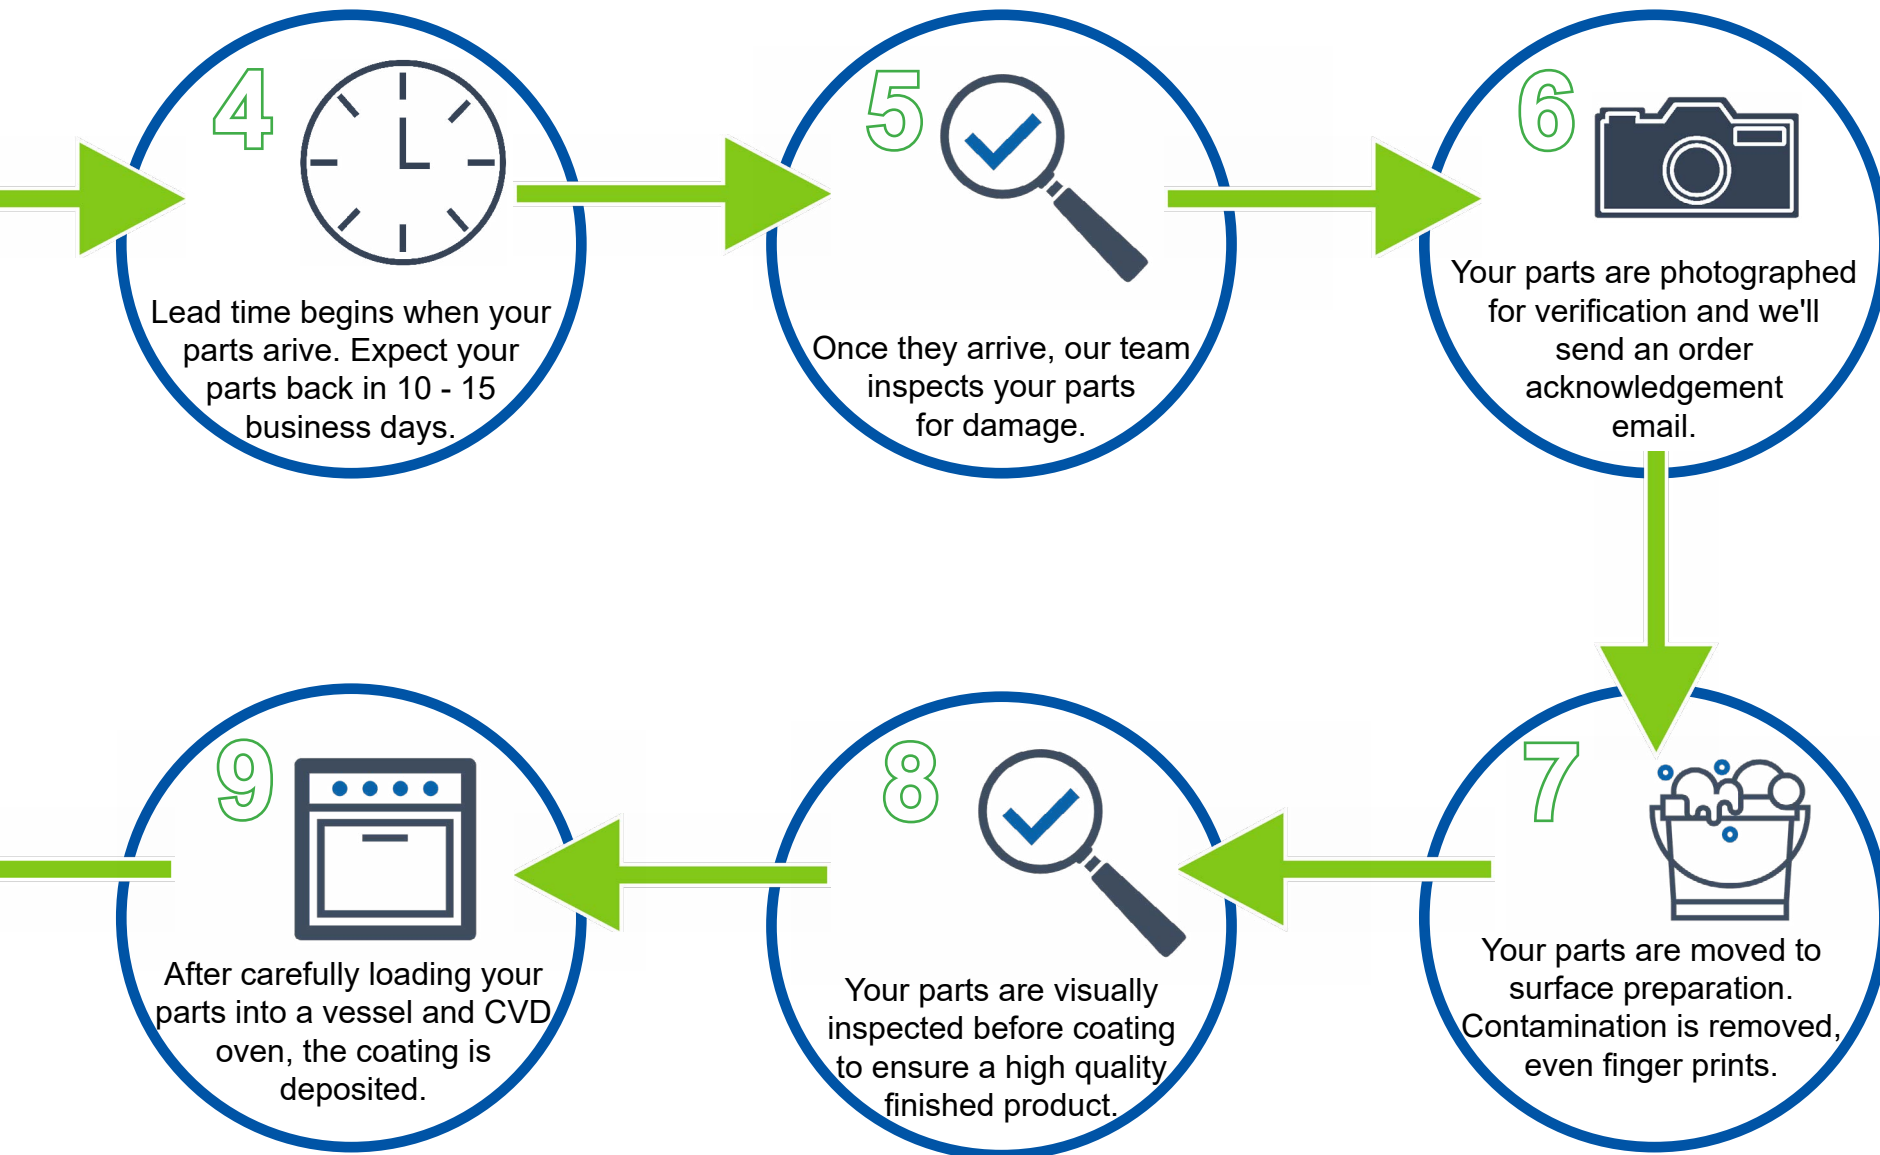 4
Lead time begins when your
parts arive. Expect your
parts back in 10 - 15
business days.
5
Once they arrive, our team
inspects your parts
for damage.
6
Your parts are photographed
for verification and we'll
send an order
acknowledgement
email.
7
Your parts are moved to
surface preparation.
Contamination is removed,
even finger prints.
8
Your parts are visually
inspected before coating
to ensure a high quality
finished product.
9
After carefully loading your
parts into a vessel and CVD
oven, the coating is
deposited.